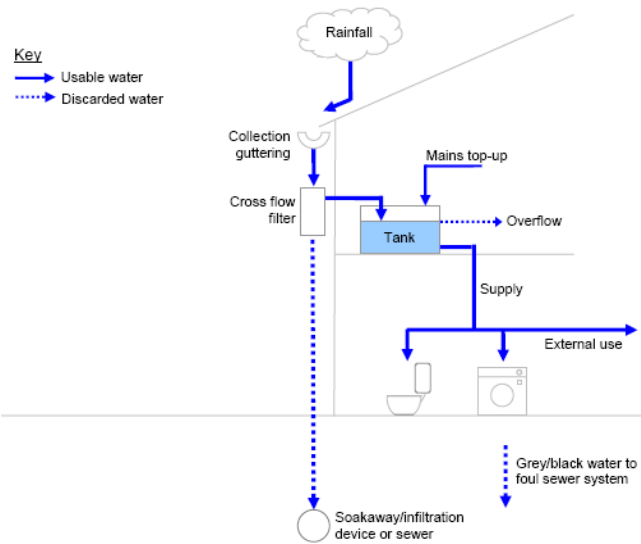 Rainfall
Key
Usable water
Discarded water
Collection
guttering
Mains top-up
Cross flow
filter
Overflow
Tank
Supply
External use
Grey/black water to
foul sewer system
Soakaway/infiltration
device or sewer